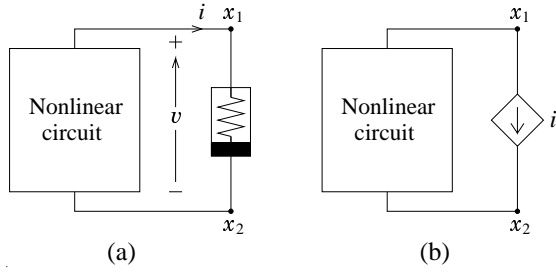 i
x1
+
Nonlinear
circuit
v
−
x2
(a)
x1
Nonlinear
circuit
i
x2
(b)